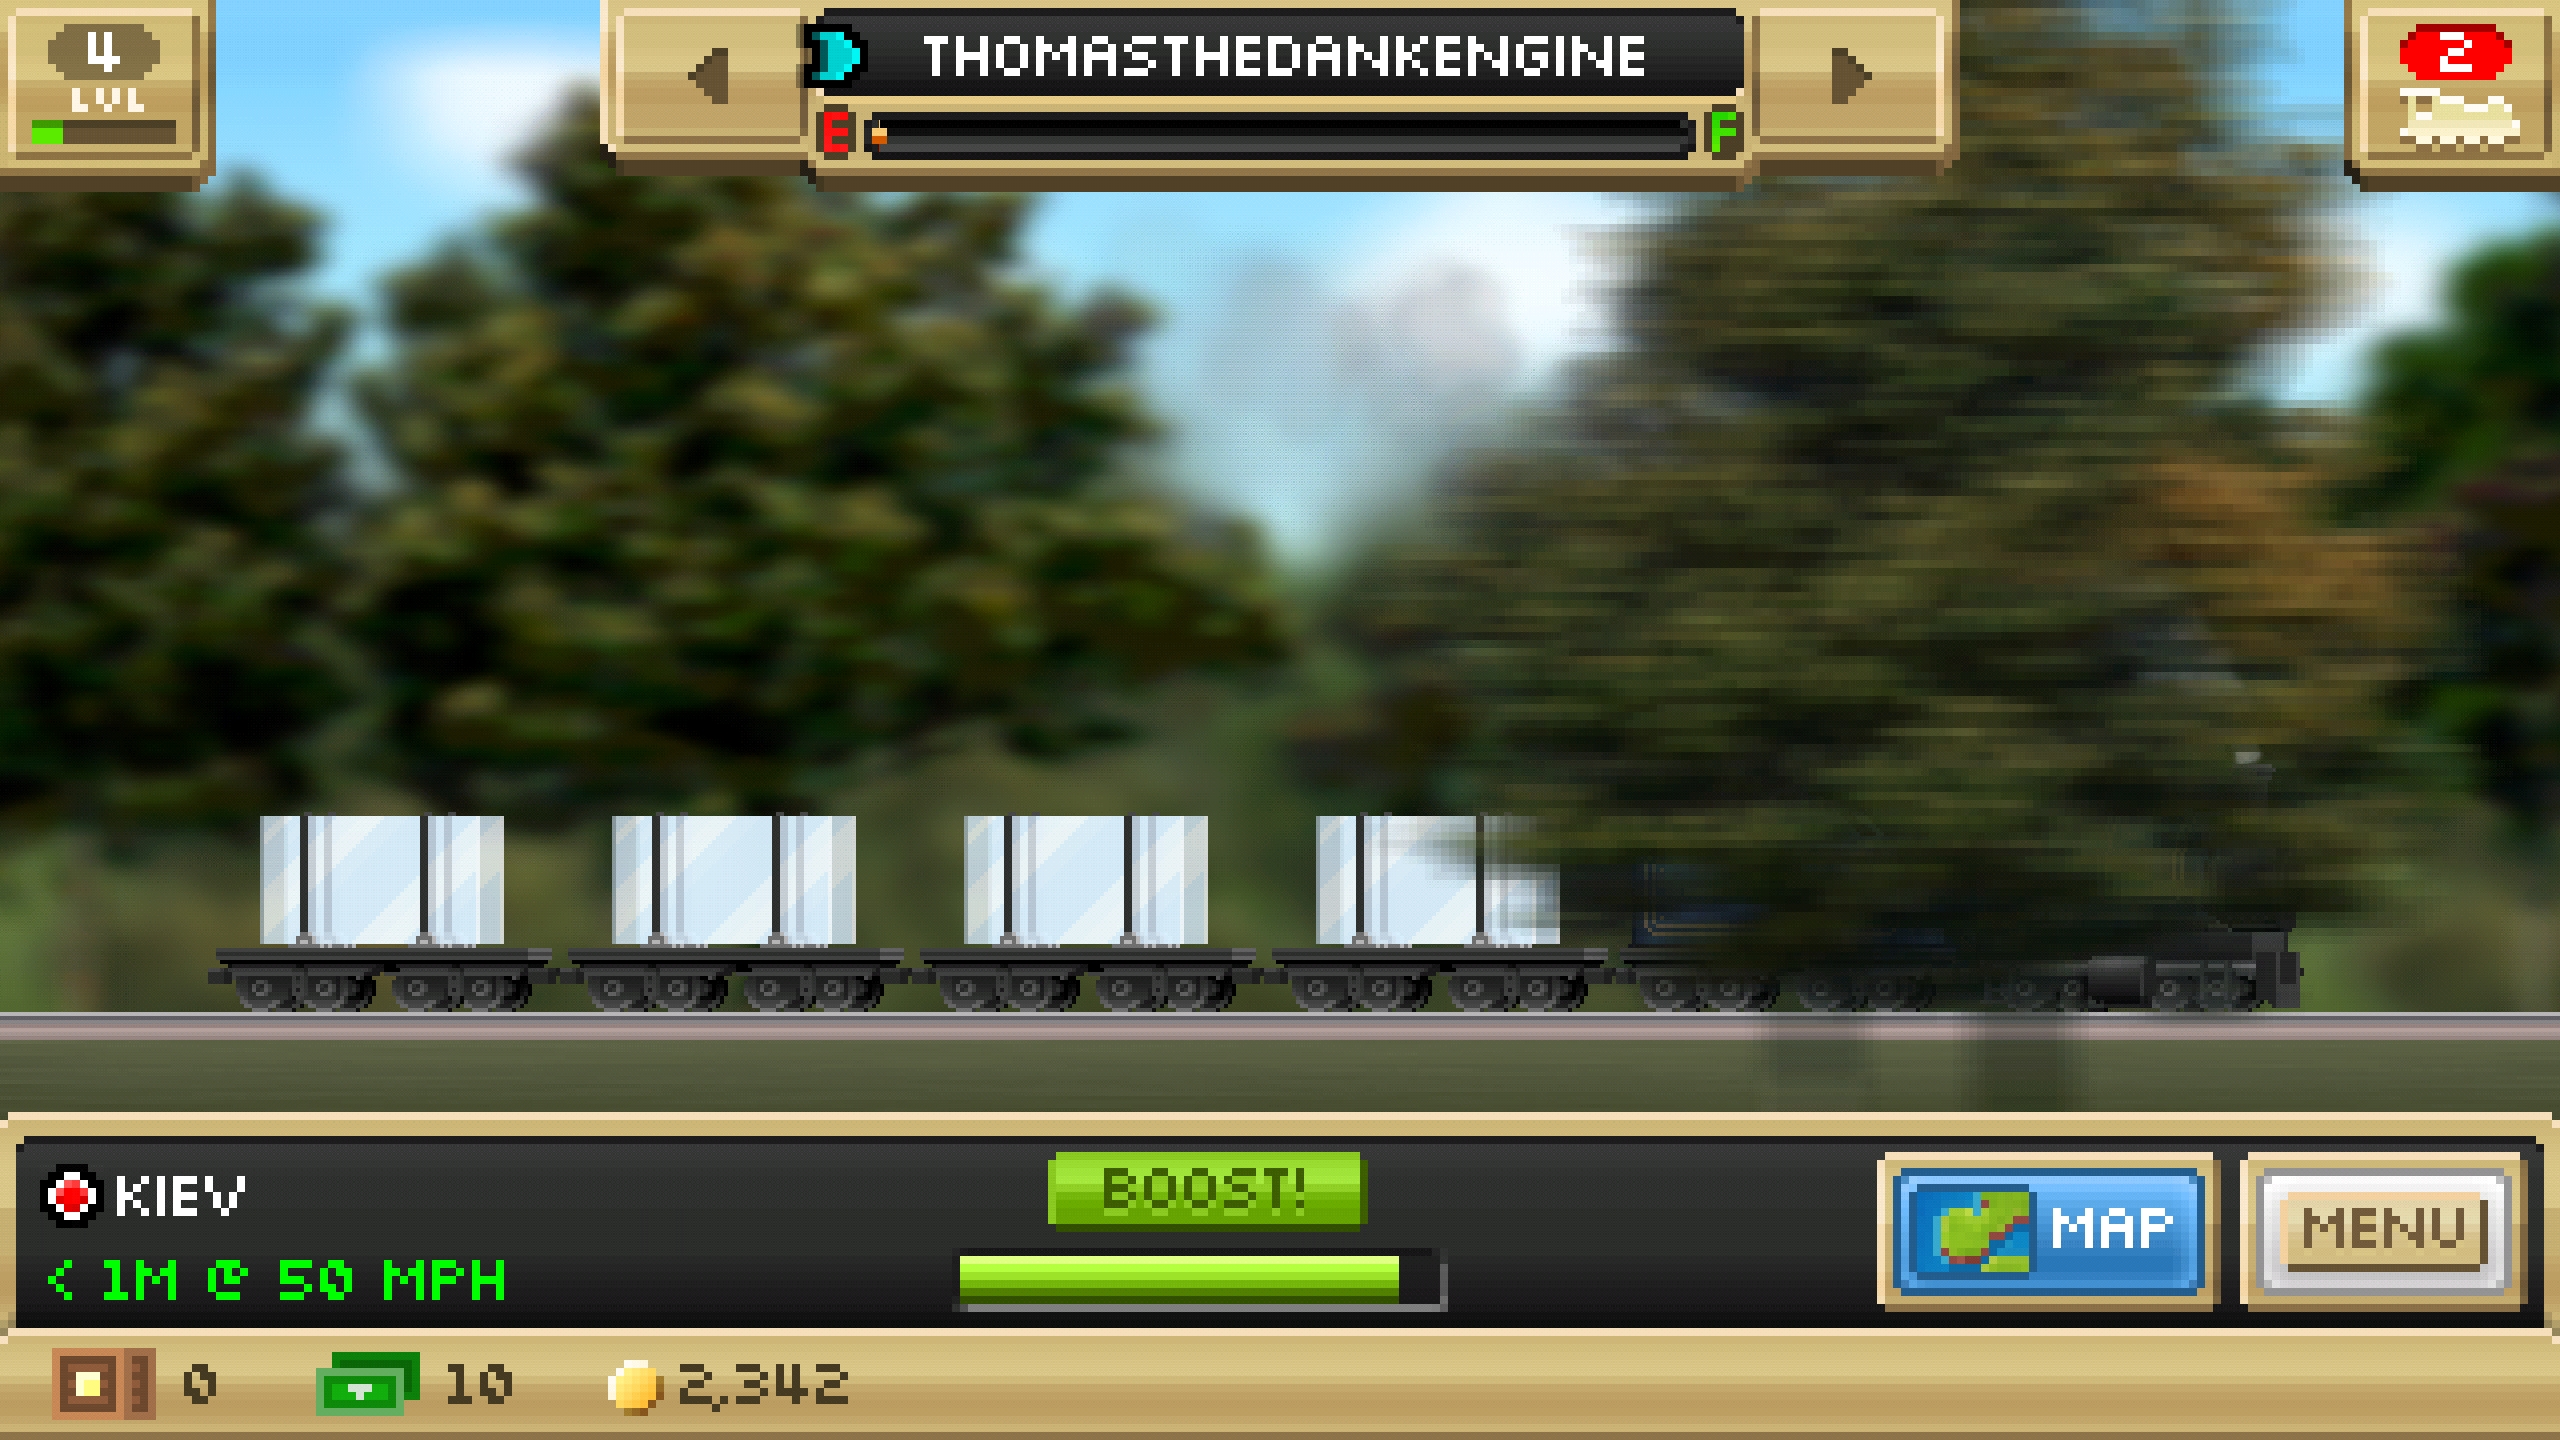 4
LVL
THOMASTHEDANKENGINE
E F
2
KIEV
< 1M @ 50 MPH
BOOST!
MAP
MENU
0 10 2,342